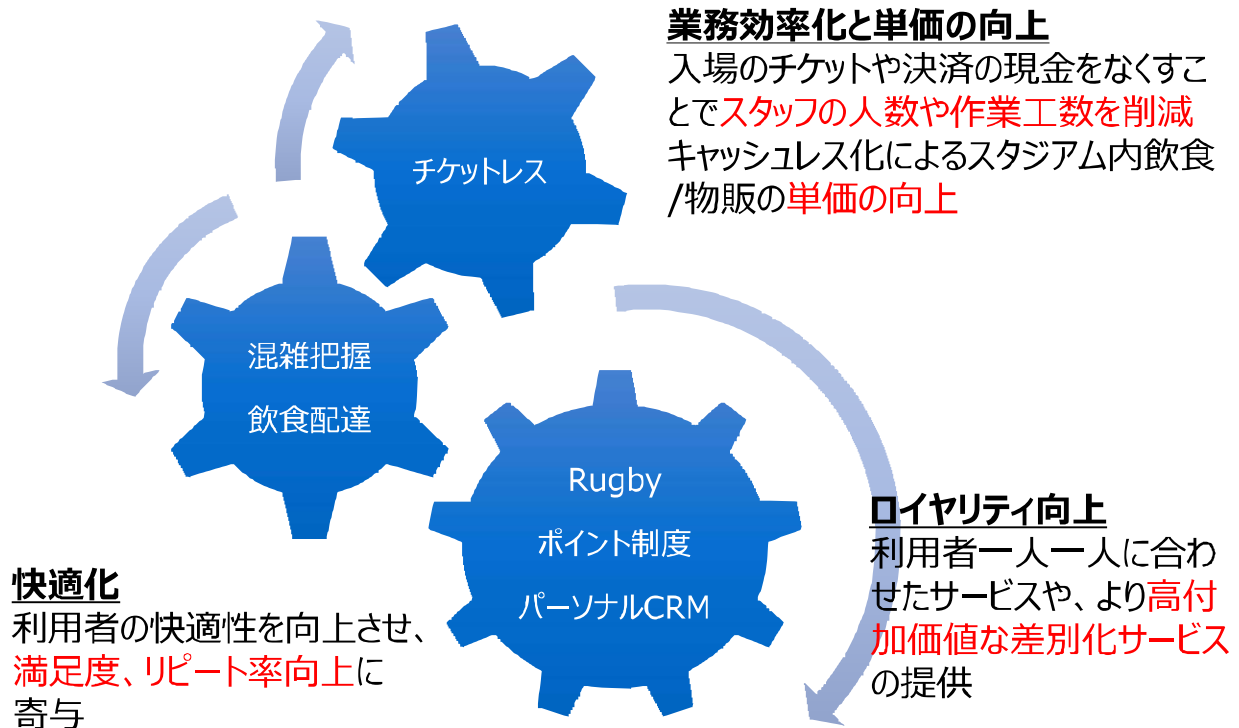 業務効率化と単価の向上
入場のチケットや決済の現金をなくすこ
とでスタッフの人数や作業工数を削減
キャッシュレス化によるスタジアム内飲食
/物販の単価の向上
チケットレス
混雑把握
飲食配達
Rugby
ポイント制度
パーソナルCRM
ロイヤリティ向上
利用者一人一人に合わ
せたサービスや、より高付
加価値な差別化サービス
の提供
快適化
利用者の快適性を向上させ、
満足度、リピート率向上に
寄与